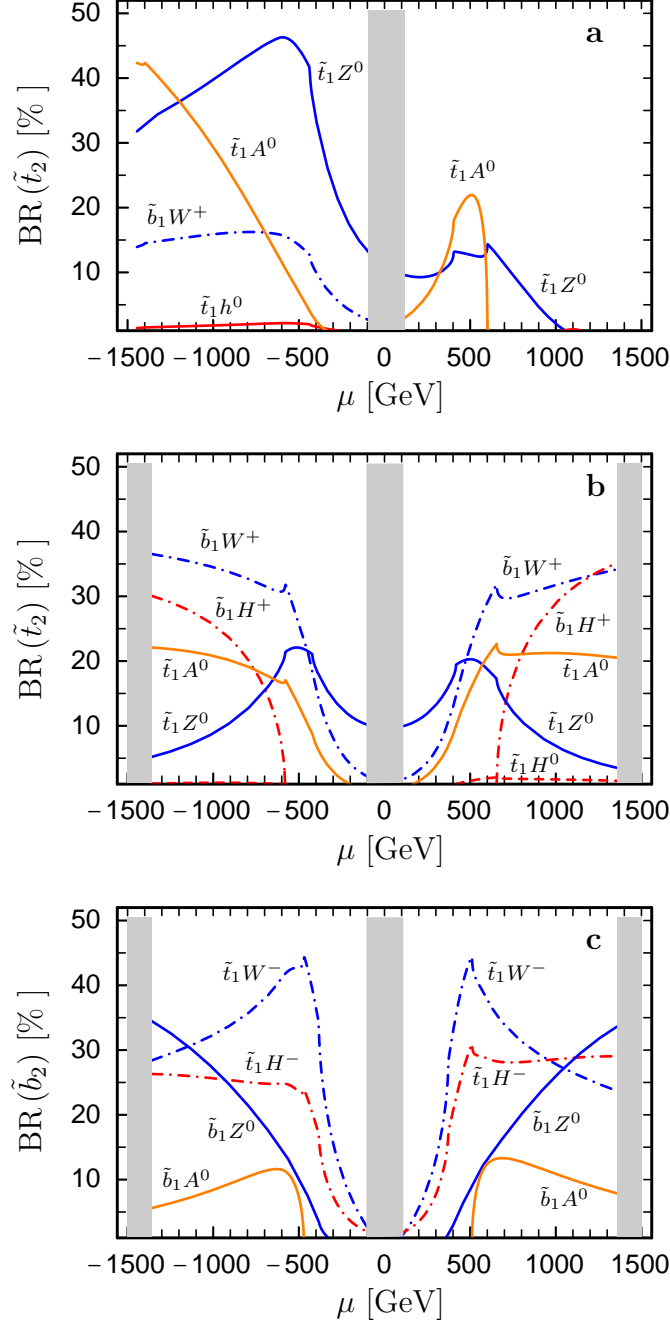 a
BR (t̃₂) [% ]
50
40
30
20
10
t̃₁Z⁰
t̃₁A⁰
t̃₁A⁰
b̃₁W⁺
t̃₁Z⁰
t̃₁h⁰
−1500 −1000 −500 0 500 1000 1500
μ [GeV]
b
BR (t̃₂) [% ]
50
40
30
20
10
b̃₁W⁺
b̃₁W⁺
b̃₁H⁺
b̃₁H⁺
t̃₁A⁰
t̃₁A⁰
t̃₁Z⁰
t̃₁Z⁰
t̃₁H⁰
−1500 −1000 −500 0 500 1000 1500
μ [GeV]
c
BR (b̃₂) [% ]
50
40
30
20
10
t̃₁W⁻
t̃₁W⁻
t̃₁H⁻
t̃₁H⁻
b̃₁Z⁰
b̃₁Z⁰
b̃₁A⁰
b̃₁A⁰
−1500 −1000 −500 0 500 1000 1500
μ [GeV]